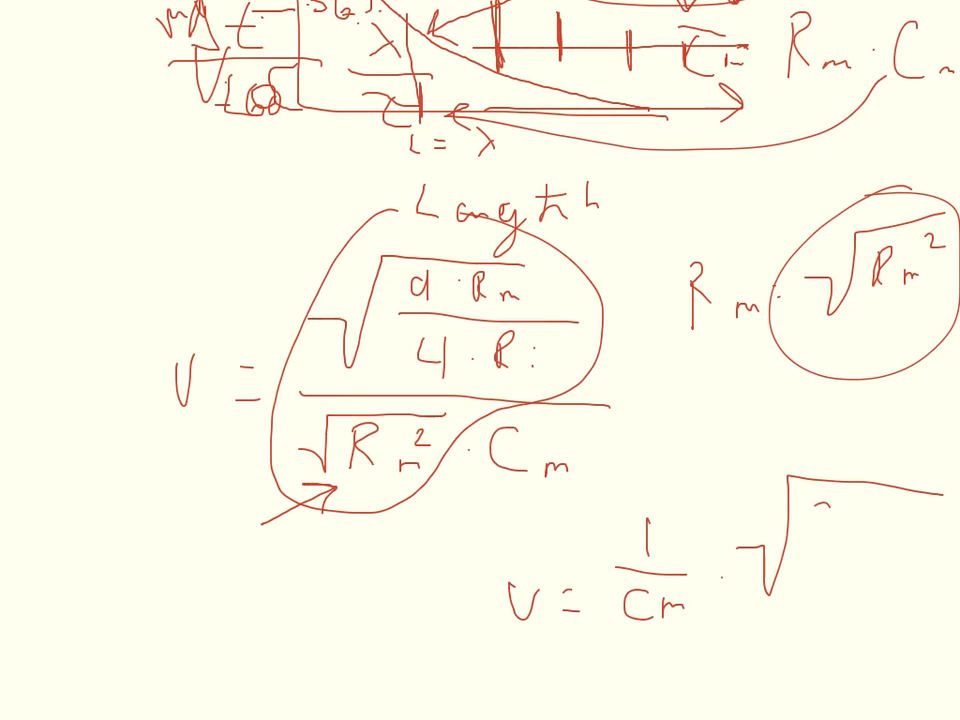 τ = Rm · Cm
L = λ
Length
Rm · √Rm²
V = √(d · Rm / 4 · Ri) / √Rm² · Cm
V = 1/Cm · √